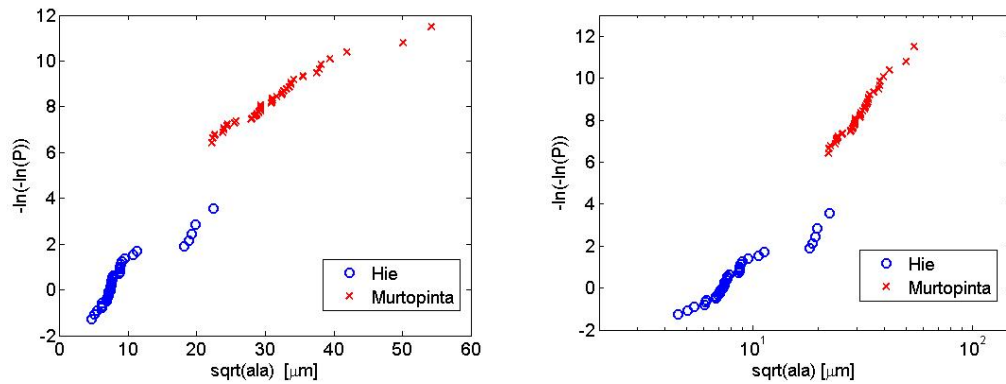 12
10
8
6
4
2
0
-2
-ln(-ln(P))
0 10 20 30 40 50 60
sqrt(ala) [μm]
Hie
Murtopinta
12
10
8
6
4
2
0
-2
-ln(-ln(P))
10¹ 10²
sqrt(ala) [μm]
Hie
Murtopinta